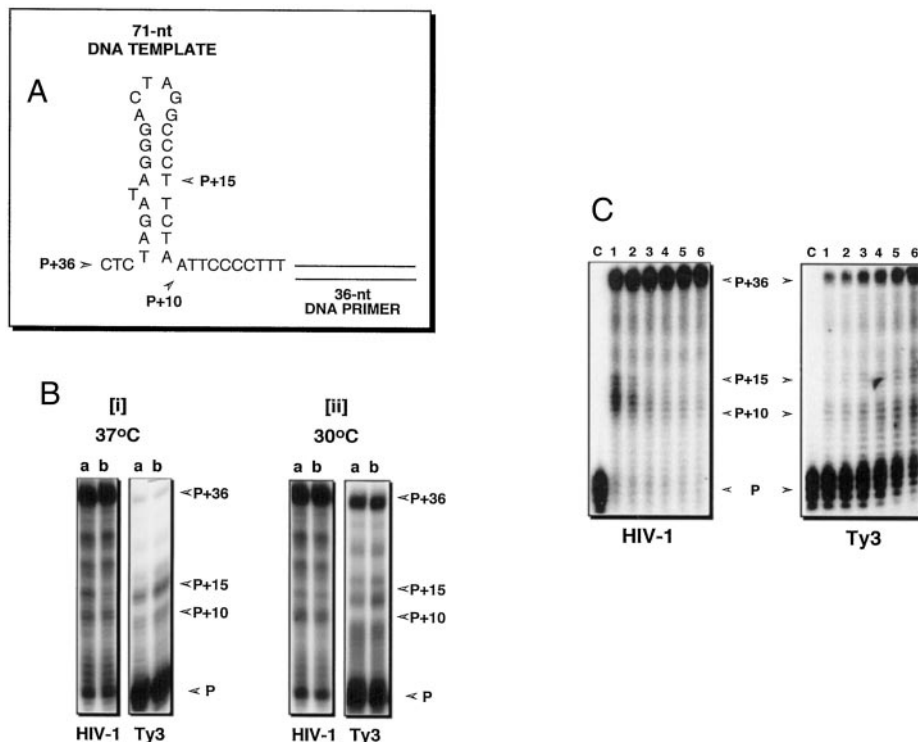 71-nt
DNA TEMPLATE
A
T A
C G
A G
G C
G C
G C
A T P+15
T
A T
G C
A T
T A
P+36 CTC ATTCCCCTTT
P+10
36-nt
DNA PRIMER
B
[i] [ii]
37°C 30°C
a b a b a b a b
P+36 P+36
P+15 P+15
P+10 P+10
P P
HIV-1 Ty3 HIV-1 Ty3
C
C 1 2 3 4 5 6 C 1 2 3 4 5 6
P+36
P+15
P+10
P
HIV-1 Ty3